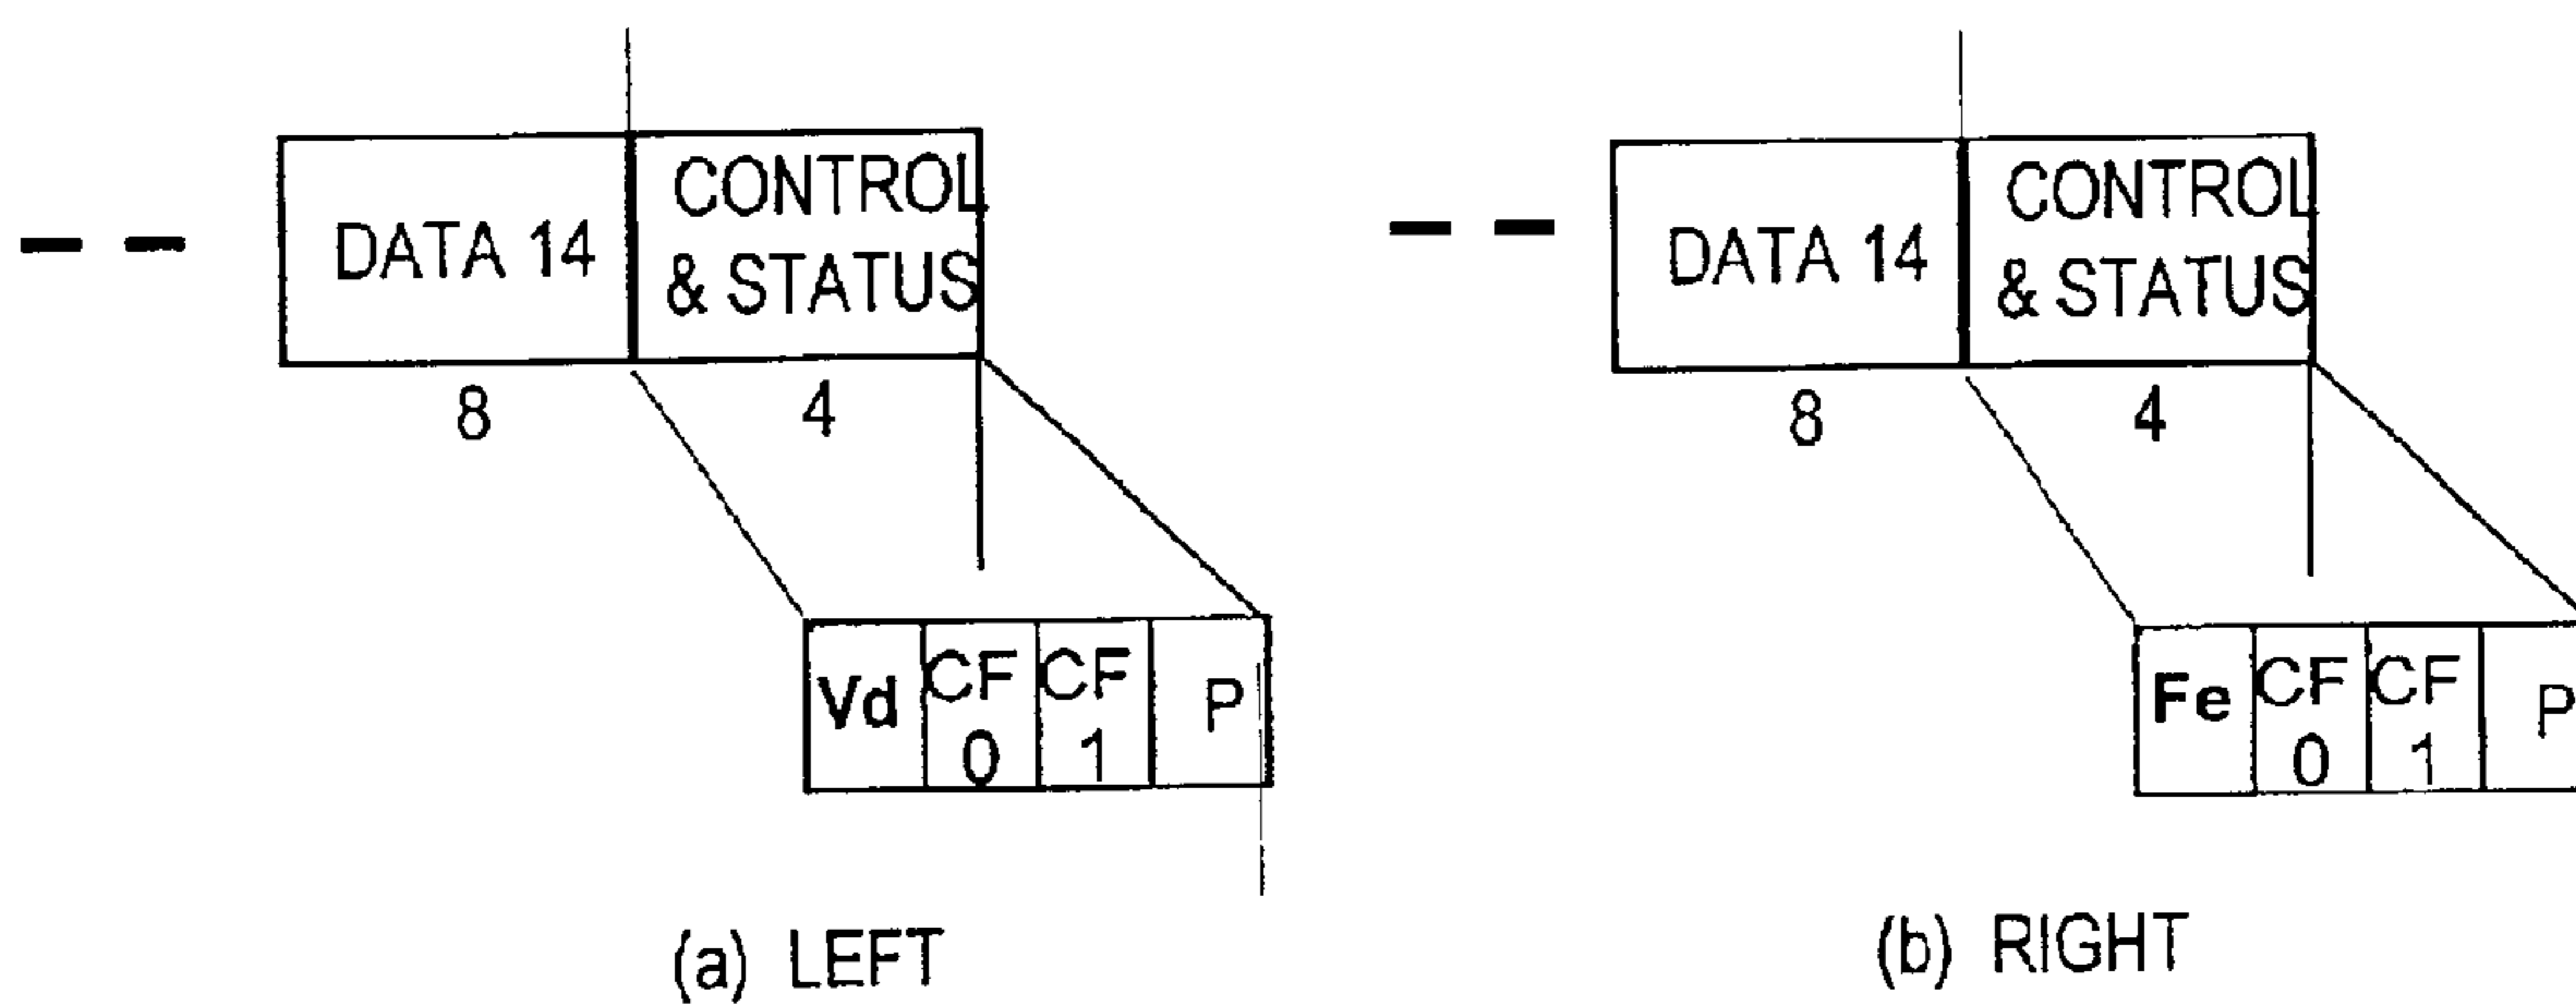 DATA 14
CONTROL
& STATUS
8
4
Vd
CF
0
CF
1
P
(a) LEFT
DATA 14
CONTROL
& STATUS
8
4
Fe
CF
0
CF
1
P
(b) RIGHT